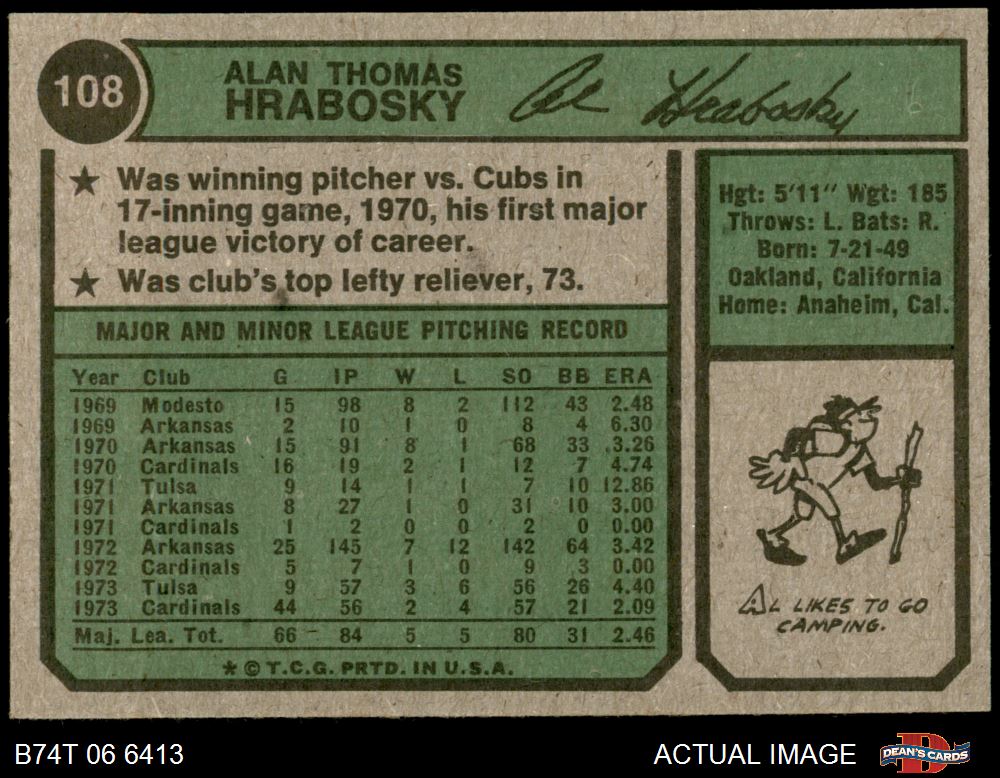 108
ALAN THOMAS
HRABOSKY
Al Hrabosky
★ Was winning pitcher vs. Cubs in
17-inning game, 1970, his first major
league victory of career.
★ Was club's top lefty reliever, 73.
Hgt: 5'11" Wgt: 185
Throws: L. Bats: R.
Born: 7-21-49
Oakland, California
Home: Anaheim, Cal.
MAJOR AND MINOR LEAGUE PITCHING RECORD
Year Club G IP W L SO BB ERA
1969 Modesto 15 98 8 2 112 43 2.48
1969 Arkansas 2 10 1 0 8 4 6.30
1970 Arkansas 15 91 8 1 68 33 3.26
1970 Cardinals 16 19 2 1 12 7 4.74
1971 Tulsa 9 14 1 1 7 10 12.86
1971 Arkansas 8 27 1 0 31 10 3.00
1971 Cardinals 1 2 0 0 2 0 0.00
1972 Arkansas 25 145 7 12 142 64 3.42
1972 Cardinals 5 7 1 0 9 3 0.00
1973 Tulsa 9 57 3 6 56 26 4.40
1973 Cardinals 44 56 2 4 57 21 2.09
Maj. Lea. Tot. 66 84 5 5 80 31 2.46
* © T.C.G. PRTD. IN U.S.A.
AL LIKES TO GO
CAMPING.
B74T 06 6413
ACTUAL IMAGE
DEAN'S CARDS